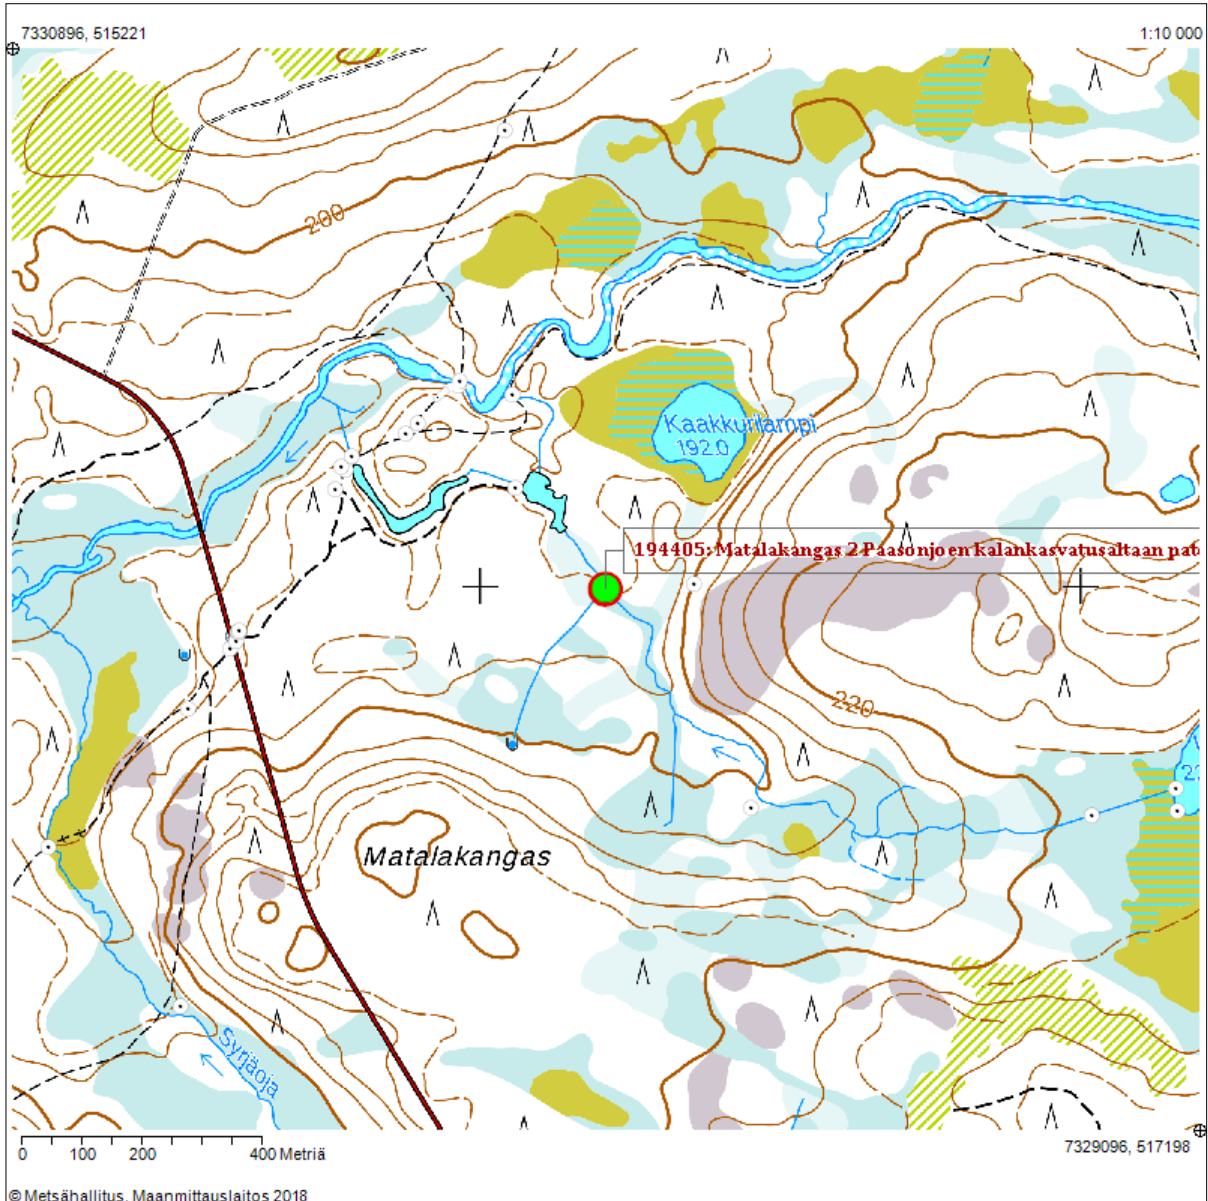 7330896, 515221
1:10 000
200
Kaakkurilampi
192.0
194405: Matalakangas 2 Paasonjoen kalankasvatusaltaan pat
220
Matalakangas
Syrjäoja
0 100 200 400 Metriä
7329096, 517198
© Metsähallitus, Maanmittauslaitos 2018